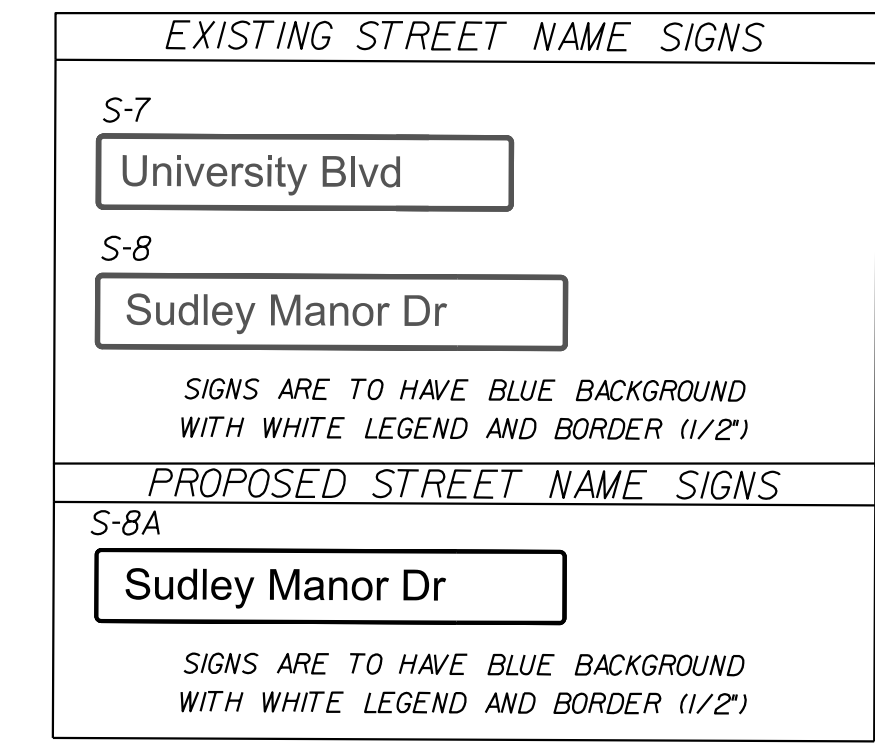 EXISTING STREET NAME SIGNS
S-7
University Blvd
S-8
Sudley Manor Dr
SIGNS ARE TO HAVE BLUE BACKGROUND
WITH WHITE LEGEND AND BORDER (1/2")
PROPOSED STREET NAME SIGNS
S-8A
Sudley Manor Dr
SIGNS ARE TO HAVE BLUE BACKGROUND
WITH WHITE LEGEND AND BORDER (1/2")